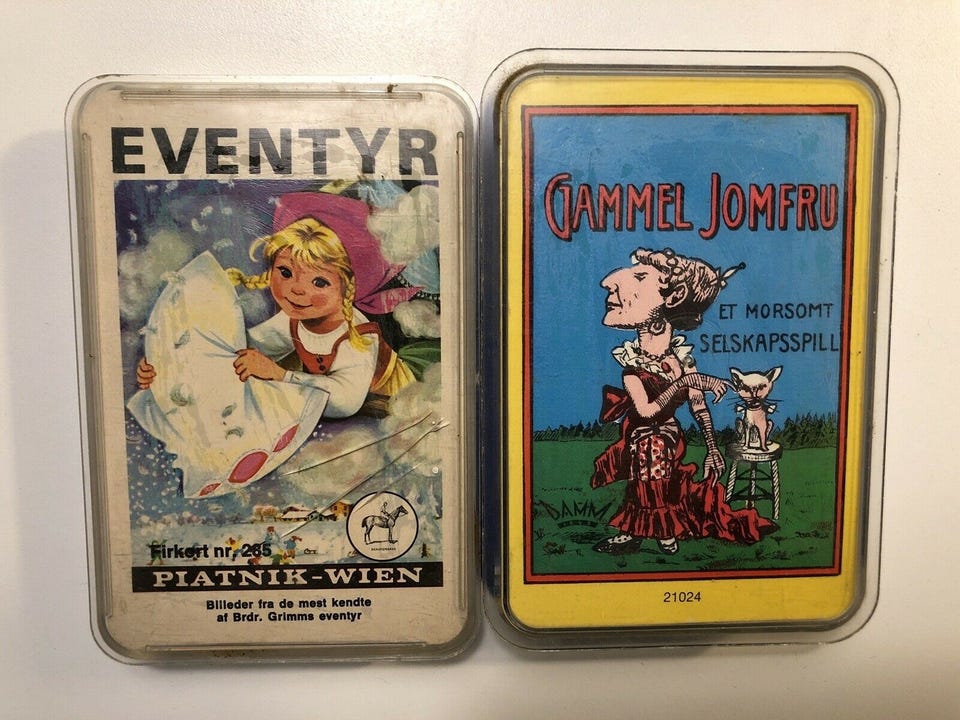 EVENTYR
Firkort nr. 265
PIATNIK-WIEN
Billeder fra de mest kendte
af Brdr. Grimms eventyr
GAMMEL JOMFRU
ET MORSOMT
SELSKAPSSPILL
DAMM
21024